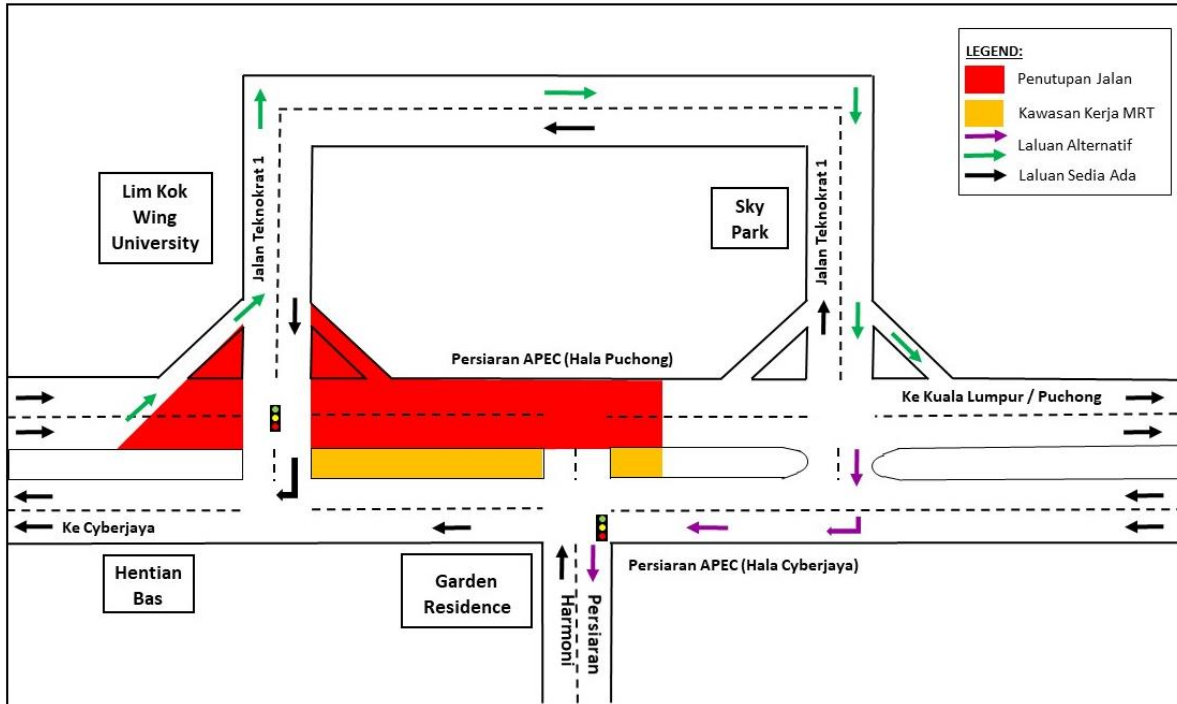 LEGEND:
Penutupan Jalan
Kawasan Kerja MRT
Laluan Alternatif
Laluan Sedia Ada
Lim Kok
Wing
University
Jalan Teknokrat 1
Sky
Park
Jalan Teknokrat 1
Persiaran APEC (Hala Puchong)
Ke Kuala Lumpur / Puchong
Ke Cyberjaya
Hentian
Bas
Garden
Residence
Harmoni
Persiaran
Persiaran APEC (Hala Cyberjaya)